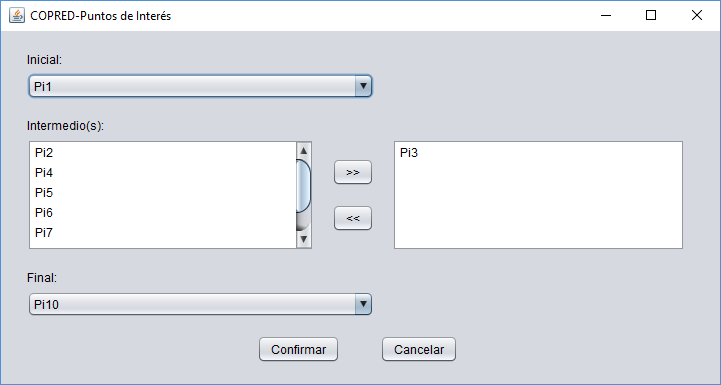 COPRED-Puntos de Interés
Inicial:
Pi1
Intermedio(s):
Pi2
Pi4
Pi5
Pi6
Pi7
>>
<<
Pi3
Final:
Pi10
Confirmar
Cancelar